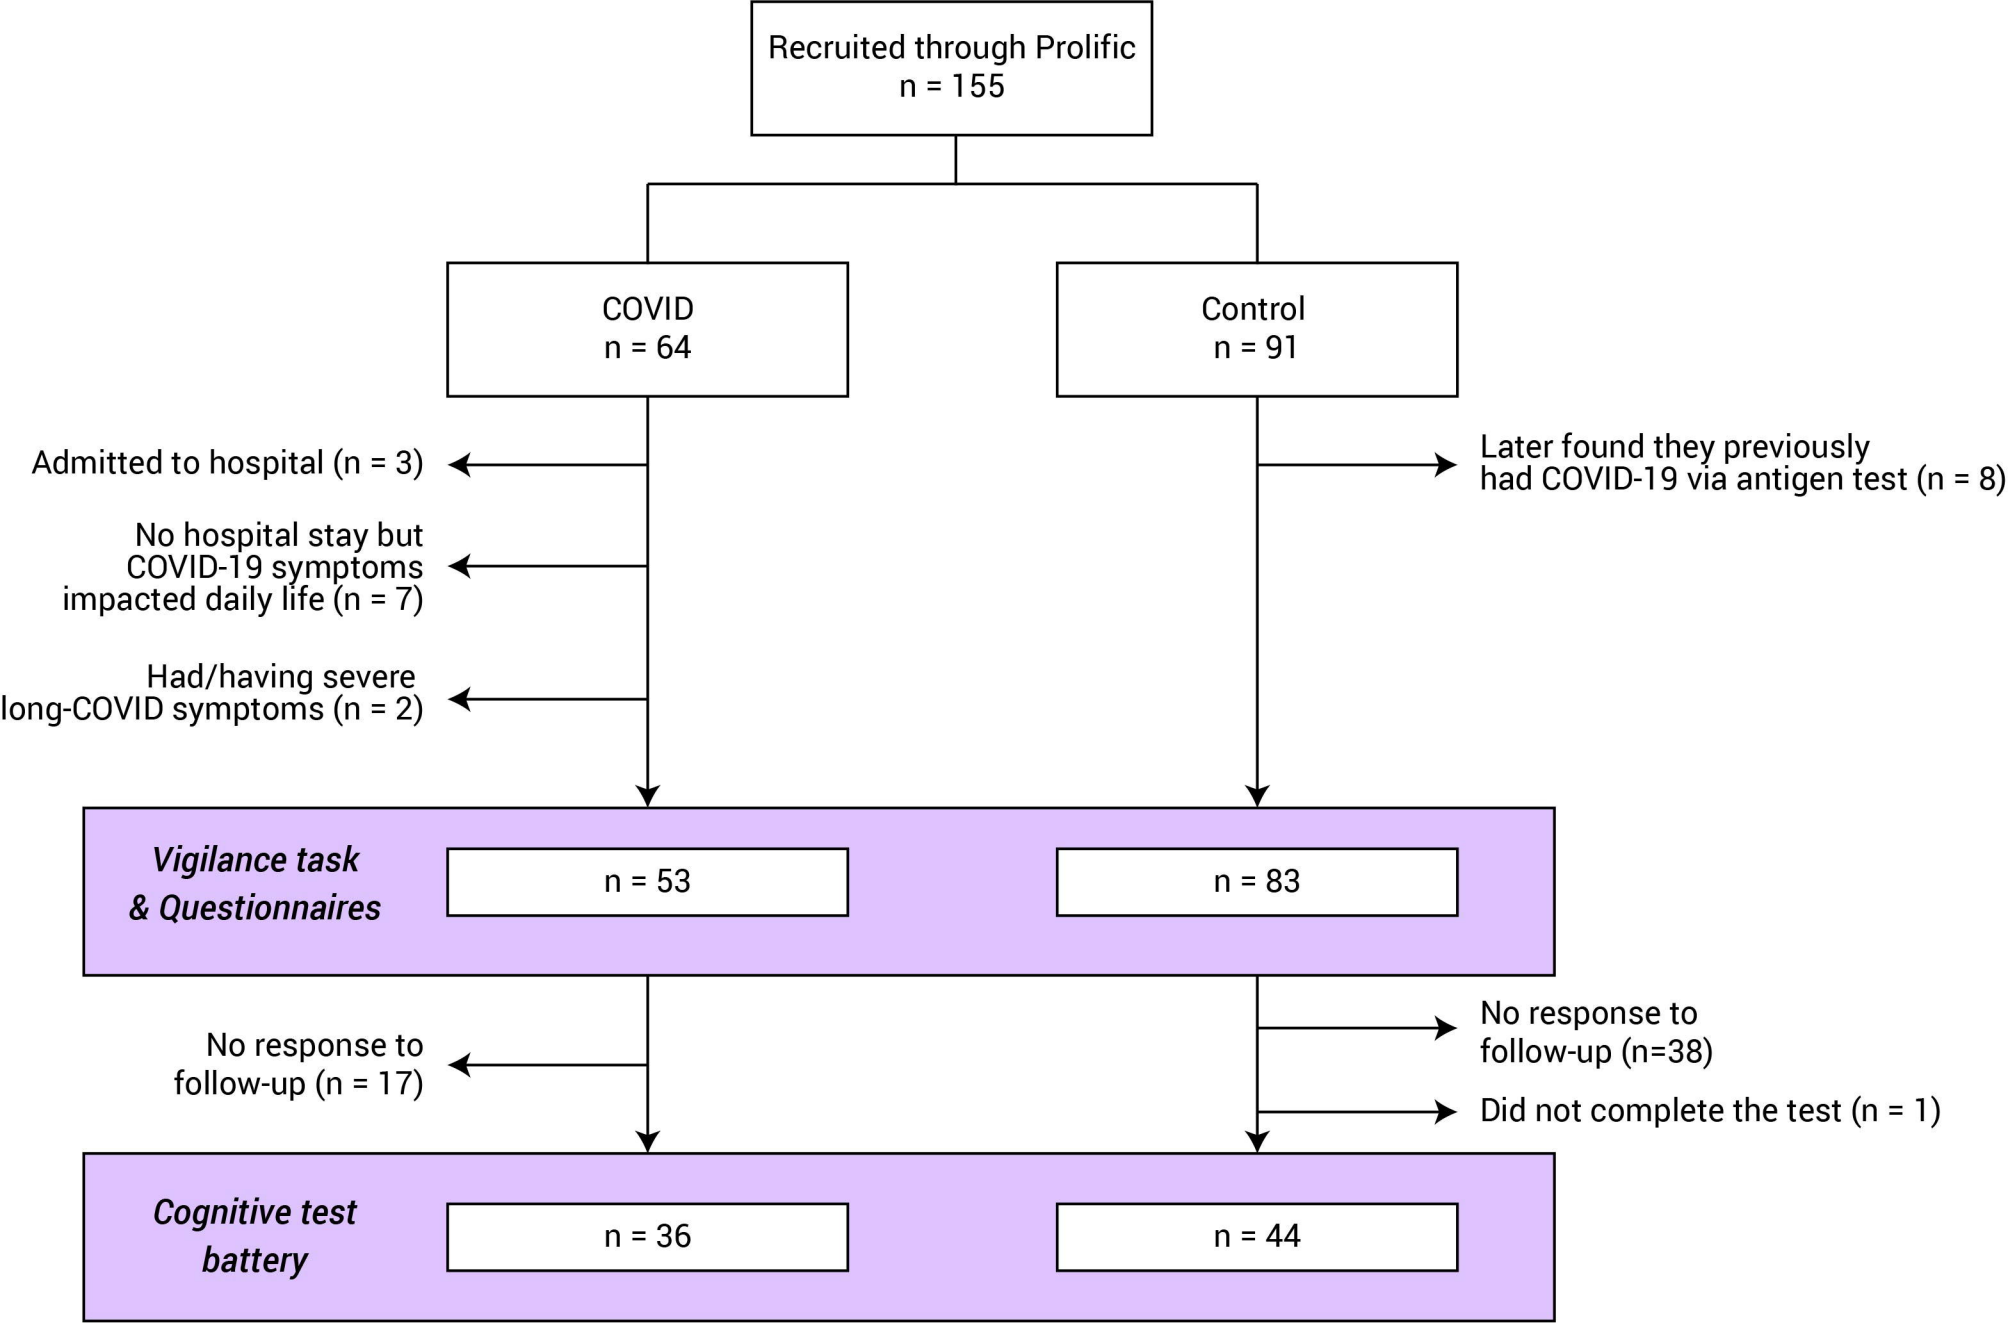 Recruited through Prolific
n = 155
COVID
n = 64
Control
n = 91
Admitted to hospital (n = 3)
Later found they previously
had COVID-19 via antigen test (n = 8)
No hospital stay but
COVID-19 symptoms
impacted daily life (n = 7)
Had/having severe
long-COVID symptoms (n = 2)
Vigilance task
& Questionnaires
n = 53
n = 83
No response to
follow-up (n = 17)
No response to
follow-up (n=38)
Did not complete the test (n = 1)
Cognitive test
battery
n = 36
n = 44